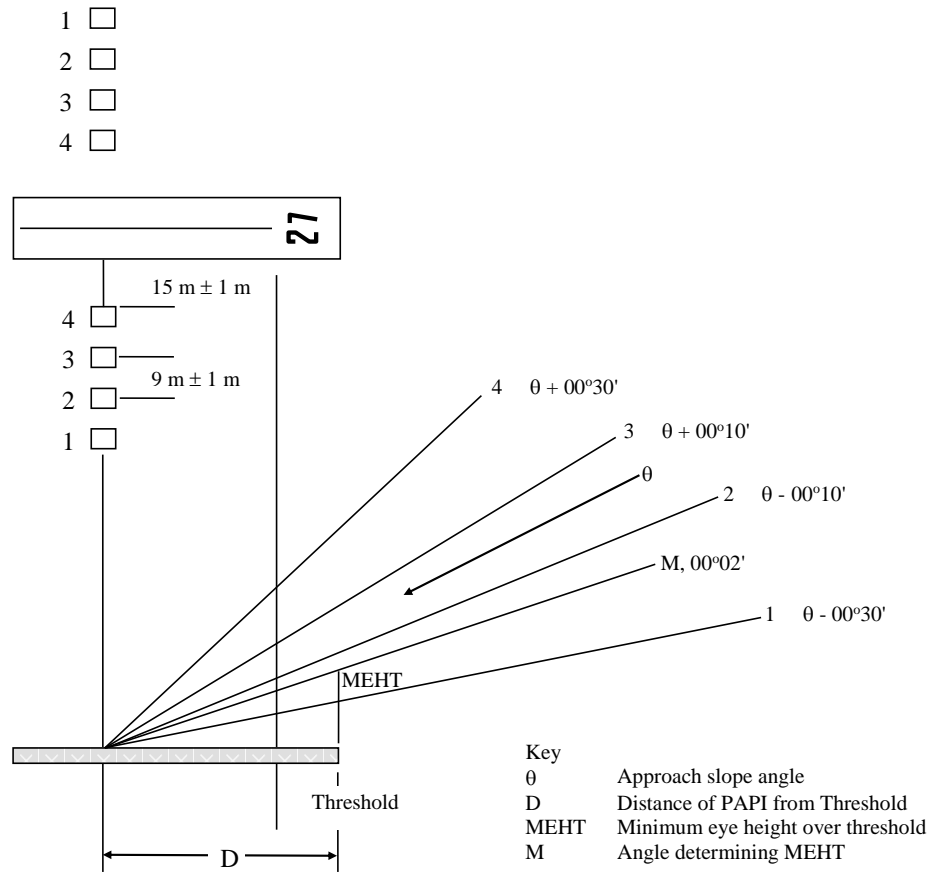 1
2
3
4
27
15 m ± 1 m
4
3
9 m ± 1 m
2
1
4 θ + 00º30'
3 θ + 00º10'
θ
2 θ - 00º10'
M, 00º02'
1 θ - 00º30'
MEHT
Threshold
D
Key
θ Approach slope angle
D Distance of PAPI from Threshold
MEHT Minimum eye height over threshold
M Angle determining MEHT